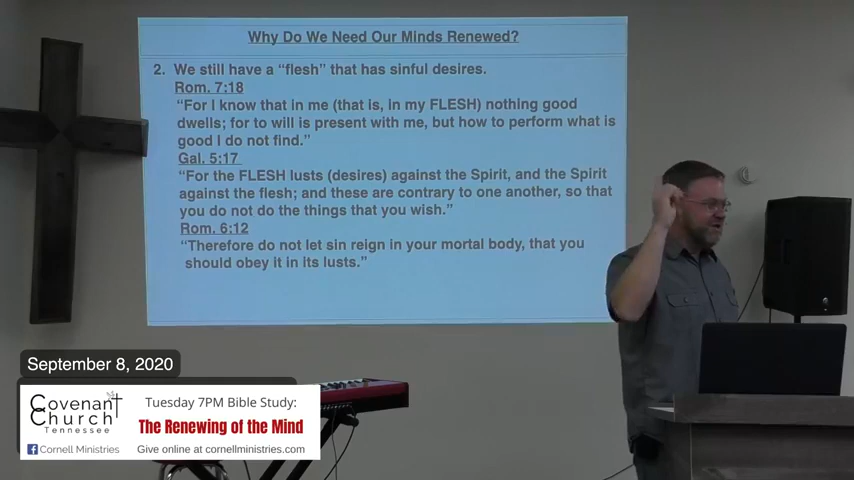 Why Do We Need Our Minds Renewed?
2. We still have a “flesh” that has sinful desires.
Rom. 7:18
“For I know that in me (that is, in my FLESH) nothing good
dwells; for to will is present with me, but how to perform what is
good I do not find.”
Gal. 5:17
“For the FLESH lusts (desires) against the Spirit, and the Spirit
against the flesh; and these are contrary to one another, so that
you do not do the things that you wish.”
Rom. 6:12
“Therefore do not let sin reign in your mortal body, that you
should obey it in its lusts.”
September 8, 2020
Covenant
Church
Tennessee
Cornell Ministries
Tuesday 7PM Bible Study:
The Renewing of the Mind
Give online at cornellministries.com